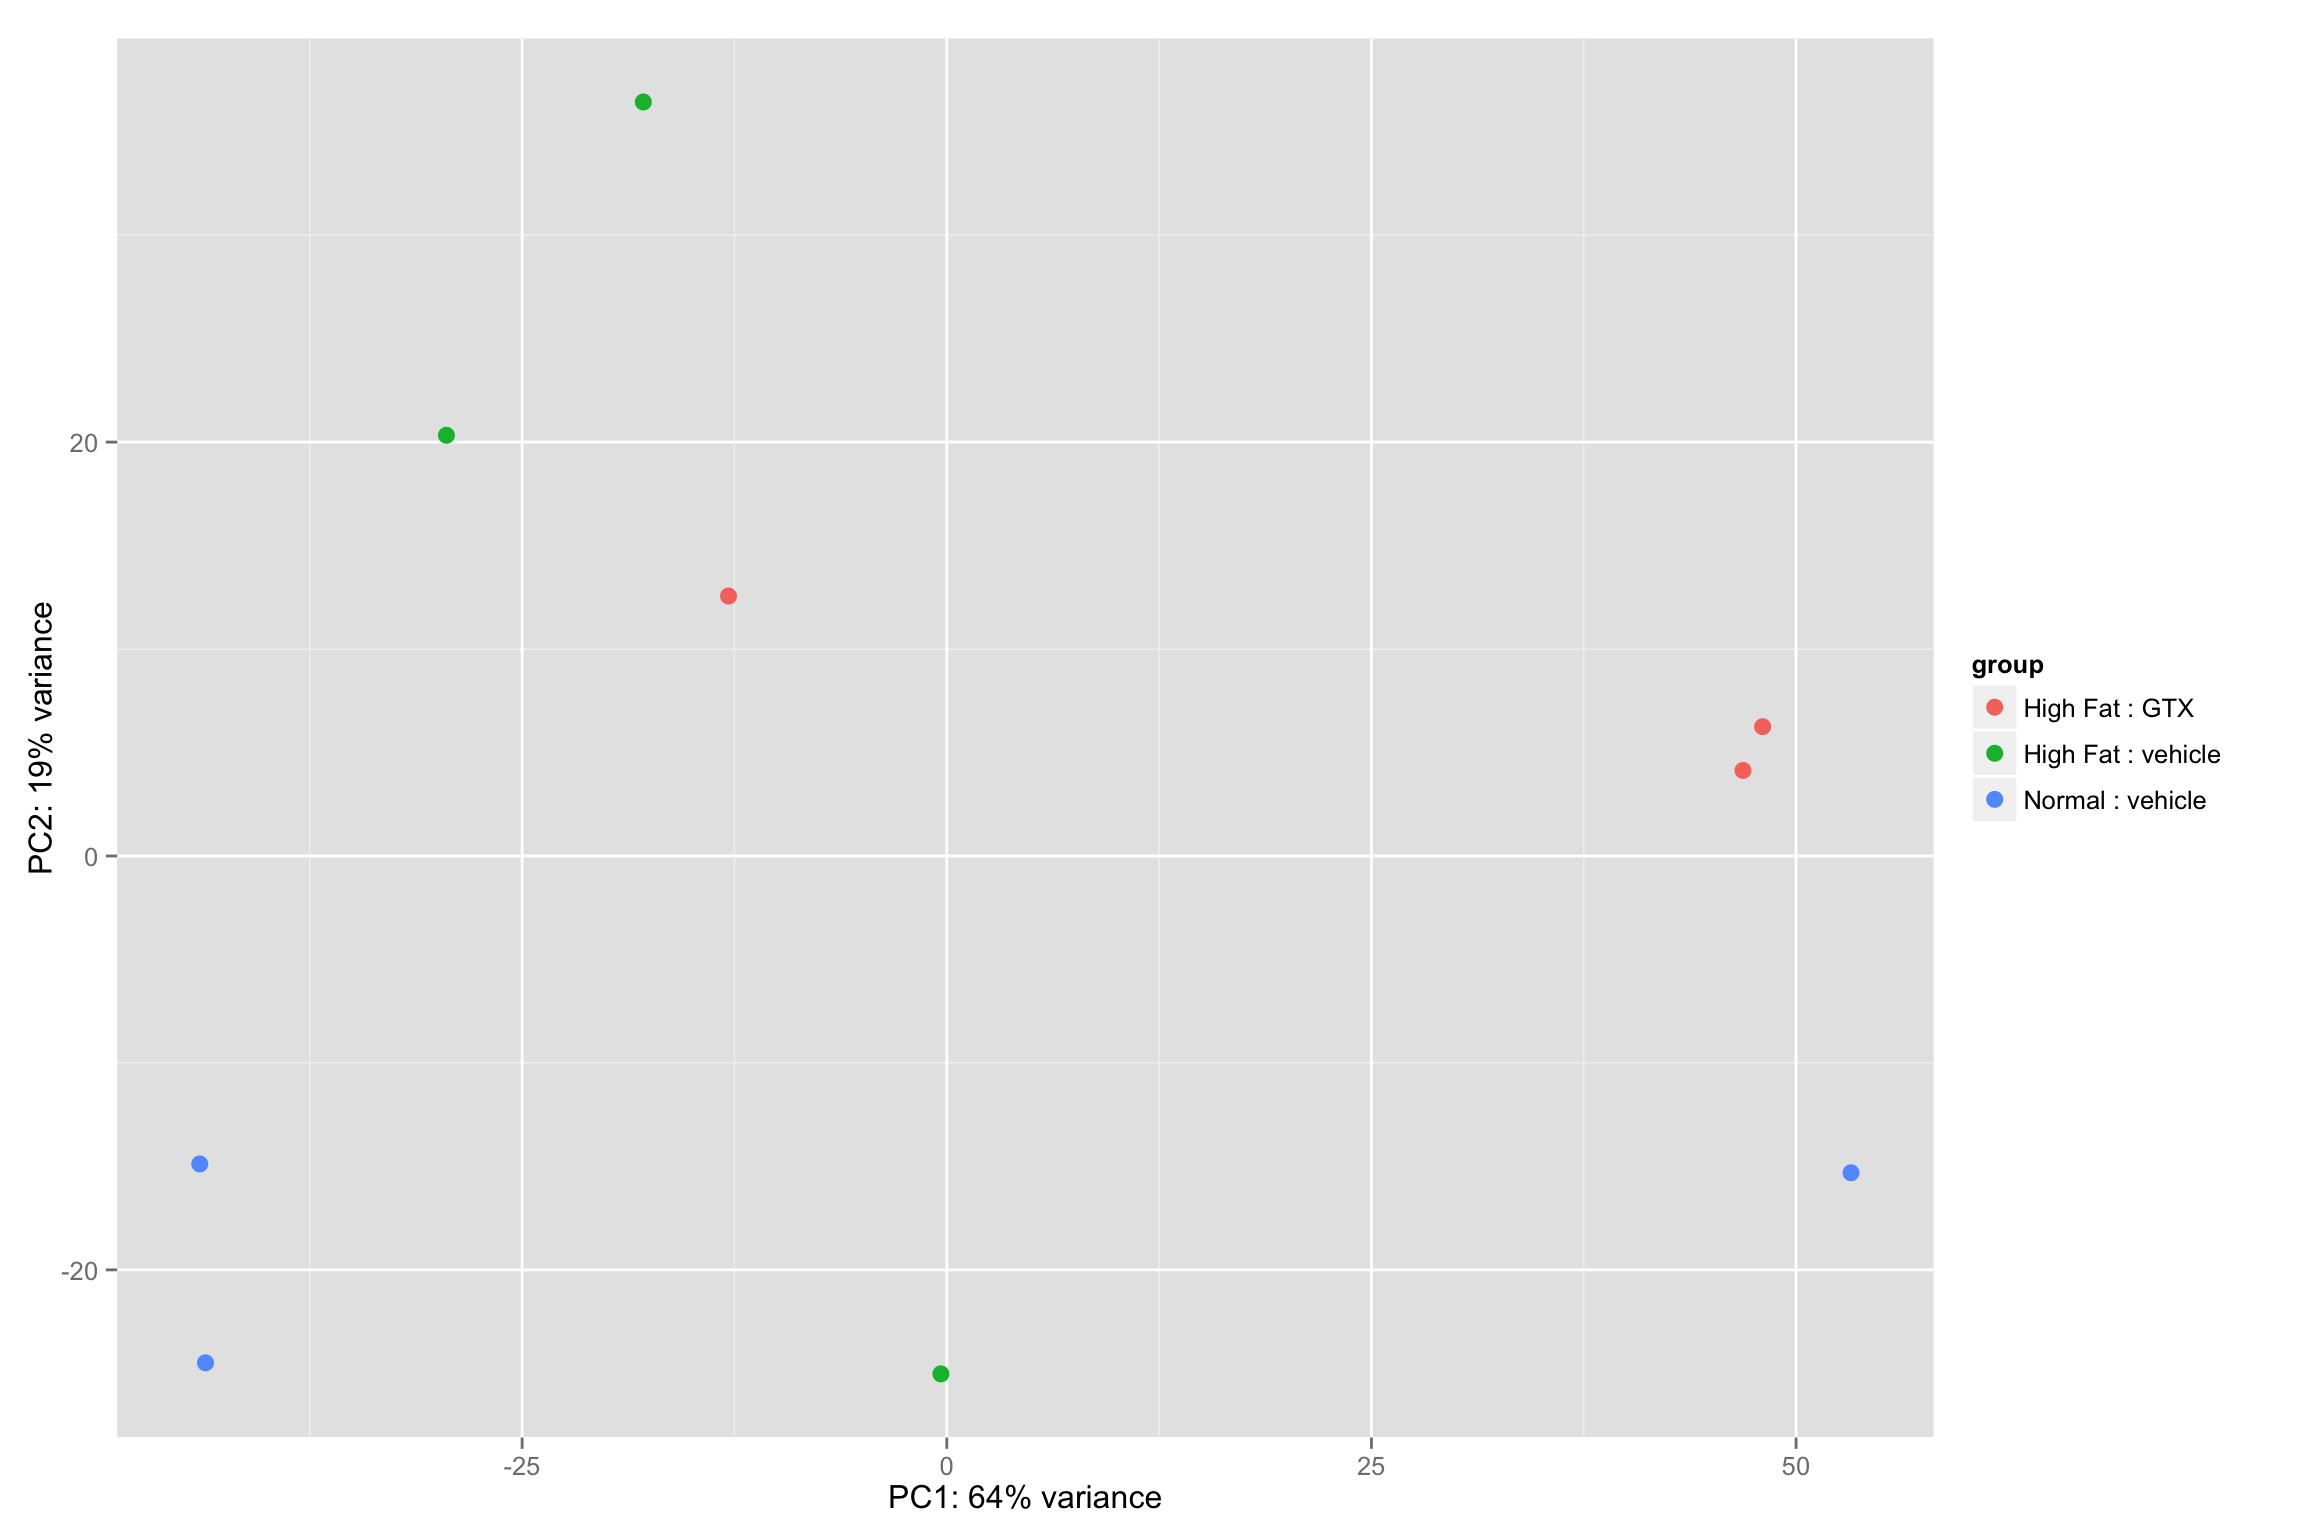 PC2: 19% variance
20
0
-20
-25
0
25
50
PC1: 64% variance
group
High Fat : GTX
High Fat : vehicle
Normal : vehicle